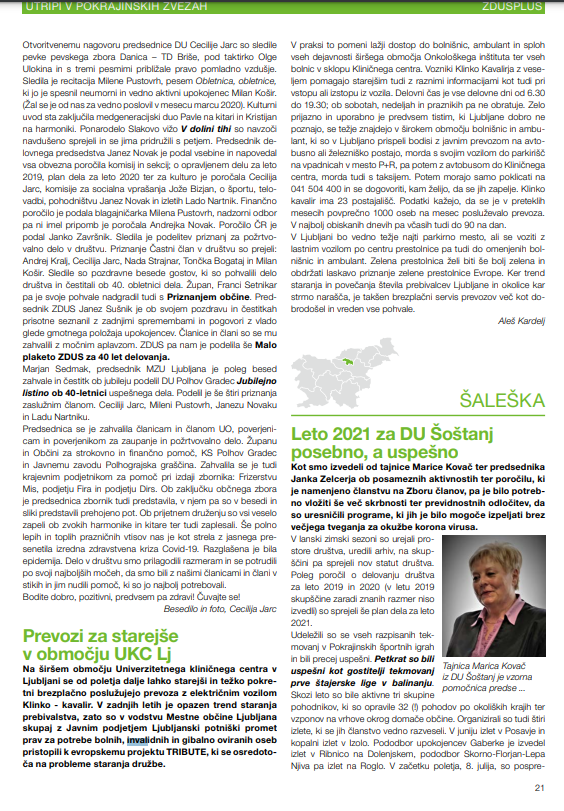 UTRIPI V POKRAJINSKIH ZVEZAH
ZDUSPLUS
Otvoritvenemu nagovoru predsednice DU Cecilije Jarc so sledile
pevke pevskega zbora Danica – TD Briše, pod taktirko Olge
Ulokina in s tremi pesmimi približale pravo pomladno vzdušje.
Sledila je recitacija Milene Pustovrh, pesem Obletnica, obletnice,
ki jo je spesnil neumorni in vedno aktivni upokojenec Milan Košir.
(Žal se je od nas za vedno poslovil v mesecu marcu 2020). Kulturni
uvod sta zaključila medgeneracijski duo Pavle na kitari in Kristijan
na harmoniki. Ponarodelo Slakovo vižo V dolini tihi so navzoči
navdušeno sprejeli in se jima pridružili s petjem. Predsednik de-
lovnega predsedstva Janez Novak je podal vsebine in napovedal
vsa obvezna poročila komisij in sekcij; o opravljenem delu za leto
2019, plan dela za leto 2020 ter za kulturo je poročala Cecilija
Jarc, komisije za socialna vprašanja Jože Bizjan, o športu, telo-
vadbi, pohodništvu Janez Novak in izletih Lado Nartnik. Finančno
poročilo je podala blagajničarka Milena Pustovrh, nadzorni odbor
pa ni imel pripomb je poročala Andrejka Novak. Poročilo ČR je
podal Janko Završnik. Sledila je podelitev priznanj za požrtvo-
valno delo v društvu. Priznanje Častni član v društvu so prejeli:
Andrej Kralj, Cecilija Jarc, Nada Strajnar, Tončka Bogataj in Milan
Košir. Sledile so pozdravne besede gostov, ki so pohvalili delo
društva in čestitali ob 40. obletnici dela. Župan, Franci Setnikar
pa je svoje pohvale nadgradil tudi s Priznanjem občine. Pred-
sednik ZDUS Janez Sušnik je ob svojem pozdravu in čestitkah
prisotne seznanil z zadnjimi spremembami in pogovori z vlado
glede gmotnega položaja upokojencev. Članice in člani so se mu
zahvalili z močnim aplavzom. ZDUS pa nam je podelila še Malo
plaketo ZDUS za 40 let delovanja.
Marjan Sedmak, predsednik MZU Ljubljana je poleg besed
zahvale in čestitk ob jubileju podelil DU Polhov Gradec Jubilejno
listino ob 40-letnici uspešnega dela. Podelil je še štiri priznanja
zaslužnim članom. Ceciliji Jarc, Mileni Pustovrh, Janezu Novaku
in Ladu Nartniku.
Predsednica se je zahvalila članicam in članom UO, poverjeni-
cam in poverjenikom za zaupanje in požrtvovalno delo. Županu
in Občini za strokovno in finančno pomoč, KS Polhov Gradec
in Javnemu zavodu Polhograjska graščina. Zahvalila se je tudi
krajevnim podjetnikom za pomoč pri izdaji zbornika: Frizerstvu
Mis, podjetju Fira in podjetju Dirs. Ob zaključku občnega zbora
je predsednica zbornik tudi predstavila, v njem pa so v besedi in
sliki predstavili prehojeno pot. Ob prijetnem druženju so vsi veselo
zapeli ob zvokih harmonike in kitare ter tudi zaplesali. Še polno
lepih in toplih prazničnih vtisov nas je kot strela z jasnega pre-
senetila izredna zdravstvena kriza Covid-19. Razglašena je bila
epidemija. Delo v društvu smo prilagodili razmeram in se potrudili
po svoji najboljših močeh, da smo bili z našimi članicami in člani v
stikih in jim nudili pomoč, ki so jo najbolj potrebovali.
Bodite dobro, pozitivni, predvsem pa zdravi! Čuvajte se!
Besedilo in foto, Cecilija Jarc
Prevozi za starejše
v območju UKC Lj
Na širšem območju Univerzitetnega kliničnega centra v
Ljubljani se od poletja dalje lahko starejši in težko pokre-
tni brezplačno poslužujejo prevoza z električnim vozilom
Klinko - kavalir. V zadnjih letih je opazen trend staranja
prebivalstva, zato so v vodstvu Mestne občine Ljubljana
skupaj z Javnim podjetjem Ljubljanski potniški promet
prav za potrebe bolnih, invalidnih in gibalno oviranih oseb
pristopili k evropskemu projektu TRIBUTE, ki se osredoto-
ča na probleme staranja družbe.
V praksi to pomeni lažji dostop do bolnišnic, ambulant in sploh
vseh dejavnosti širšega območja Onkološkega inštituta ter vseh
bolnic v sklopu Kliničnega centra. Vozniki Klinko Kavalirja z vese-
ljem pomagajo starejšim tudi z raznimi informacijami kot tudi pri
vstopu ali izstopu iz vozila. Delovni čas je vse delovne dni od 6.30
do 19.30; ob sobotah, nedeljah in praznikih pa ne obratuje. Zelo
prijazno in uporabno je predvsem tistim, ki Ljubljane dobro ne
poznajo, se težje znajdejo v širokem območju bolnišnic in ambu-
lant, ki so v Ljubljano prispeli bodisi z javnim prevozom na avto-
busno ali železniško postajo, morda s svojim vozilom do parkirišč
na vpadnicah v mesto P+R, pa potem z avtobusom do Kliničnega
centra, morda tudi s taksijem. Potem morajo samo poklicati na
041 504 400 in se dogovoriti, kam želijo, da se jih zapelje. Klinko
kavalir ima 23 postajališč. Podatki kažejo, da se je v preteklih
mesecih povprečno 1000 oseb na mesec posluževalo prevoza.
V najbolj obiskanih dnevih pa včasih tudi do 90 na dan.
V Ljubljani bo vedno težje najti parkirno mesto, ali se voziti z
lastnim vozilom po centru prestolnice pa tudi do omenjenih bol-
nišnic in ambulant. Zelena prestolnica želi biti še bolj zelena in
obdržati laskavo priznanje zelene prestolnice Evrope. Ker trend
staranja in povečanja števila prebivalcev Ljubljane in okolice kar
strmo narašča, je takšen brezplačni servis prevozov več kot do-
brodošel in vreden vse pohvale.
Aleš Kardelj
ŠALEŠKA
Leto 2021 za DU Šoštanj
posebno, a uspešno
Kot smo izvedeli od tajnice Marice Kovač ter predsednika
Janka Zelcerja ob posameznih aktivnostih ter poročilu, ki
je namenjeno članstvu na Zboru članov, pa je bilo potreb-
no vložiti še več skrbnosti ter previdnostnih odločitev, da
so uresničili programe, ki jih je bilo mogoče izpeljati brez
večjega tveganja za okužbe korona virusa.
V lanski zimski sezoni so urejali pro-
store društva, uredili arhiv, na skup-
ščini pa sprejeli nov statut društva.
Poleg poročil o delovanju društva
za leto 2019 in 2020 (v letu 2019
skupščine zaradi znanih razmer niso
izvedli) so sprejeli še plan dela za leto
2021.
Udeležili so se vseh razpisanih tek-
movanj v Pokrajinskih športnih igrah
in bili precej uspešni. Petkrat so bili
uspešni kot gostitelji tekmovanj
prve štajerske lige v balinanju.
Skozi leto so bile aktivne tri skupine
pohodnikov, ki so opravile 32 (!) pohodov po okoliških krajih ter
vzponov na vrhove okrog domače občine. Organizirali so tudi štiri
izlete, ki se jih članstvo vedno razveseli. V juniju izlet v Posavje in
kopalni izlet v Izolo. Pododbor upokojencev Gaberke je izvedel
izlet v Ribnico na Dolenjskem, pododbor Skorno-Florjan-Lepa
Njiva pa izlet na Roglo. V začetku poletja, 8. julija, so pospre-
Tajnica Marica Kovač
iz DU Šoštanj je vzorna
pomočnica predse ...
21